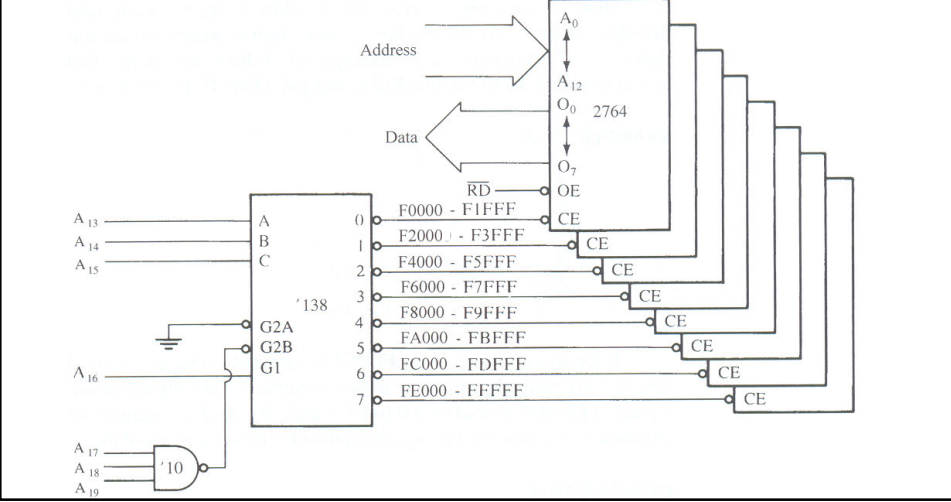 Address
A0
A12
O0
2764
Data
O7
RD
OE
CE
A13
A
0
F0000 - F1FFF
A14
B
1
F2000 - F3FFF
CE
A15
C
2
F4000 - F5FFF
CE
'138
3
F6000 - F7FFF
CE
G2A
4
F8000 - F9FFF
CE
G2B
5
FA000 - FBFFF
CE
A16
G1
6
FC000 - FDFFF
CE
7
FE000 - FFFFF
CE
A17
A18
'10
A19